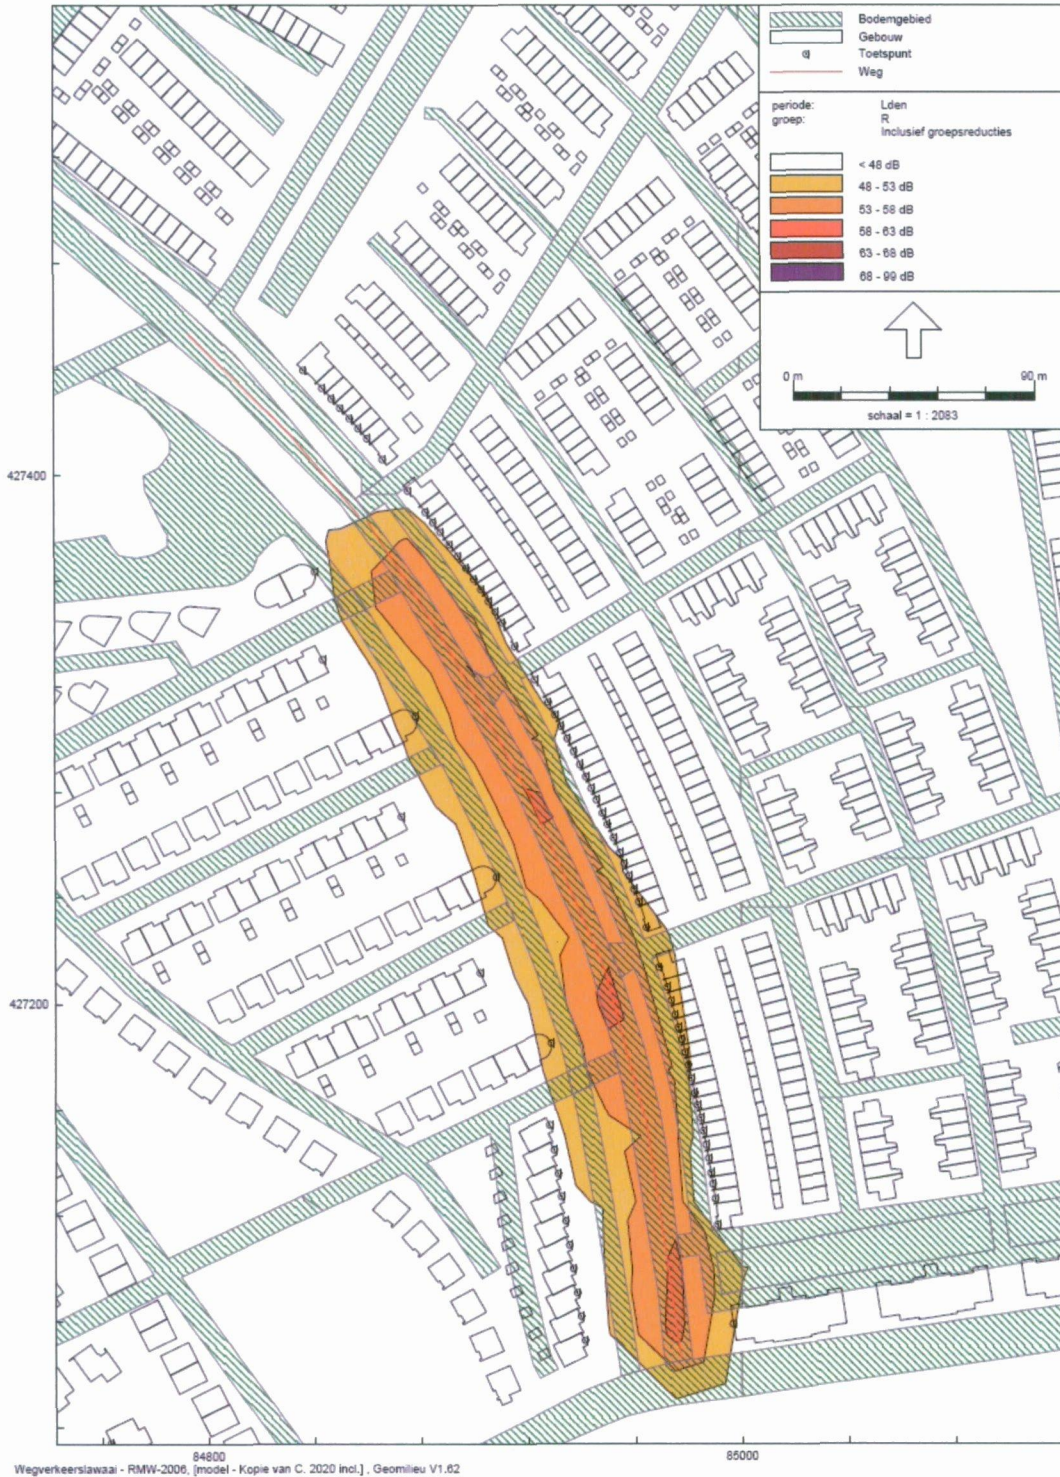 Bodemgebied
Gebouw
Toetspunt
Weg
periode: Lden
groep: R
Inclusief groepsreducties
< 48 dB
48 - 53 dB
53 - 58 dB
58 - 63 dB
63 - 68 dB
68 - 99 dB
0 m 90 m
schaal = 1 : 2083
427400
427200
84800 85000
Wegverkeerslawaai - RMW-2006, [model - Kopie van C. 2020 incl.] , Geomilieu V1.62